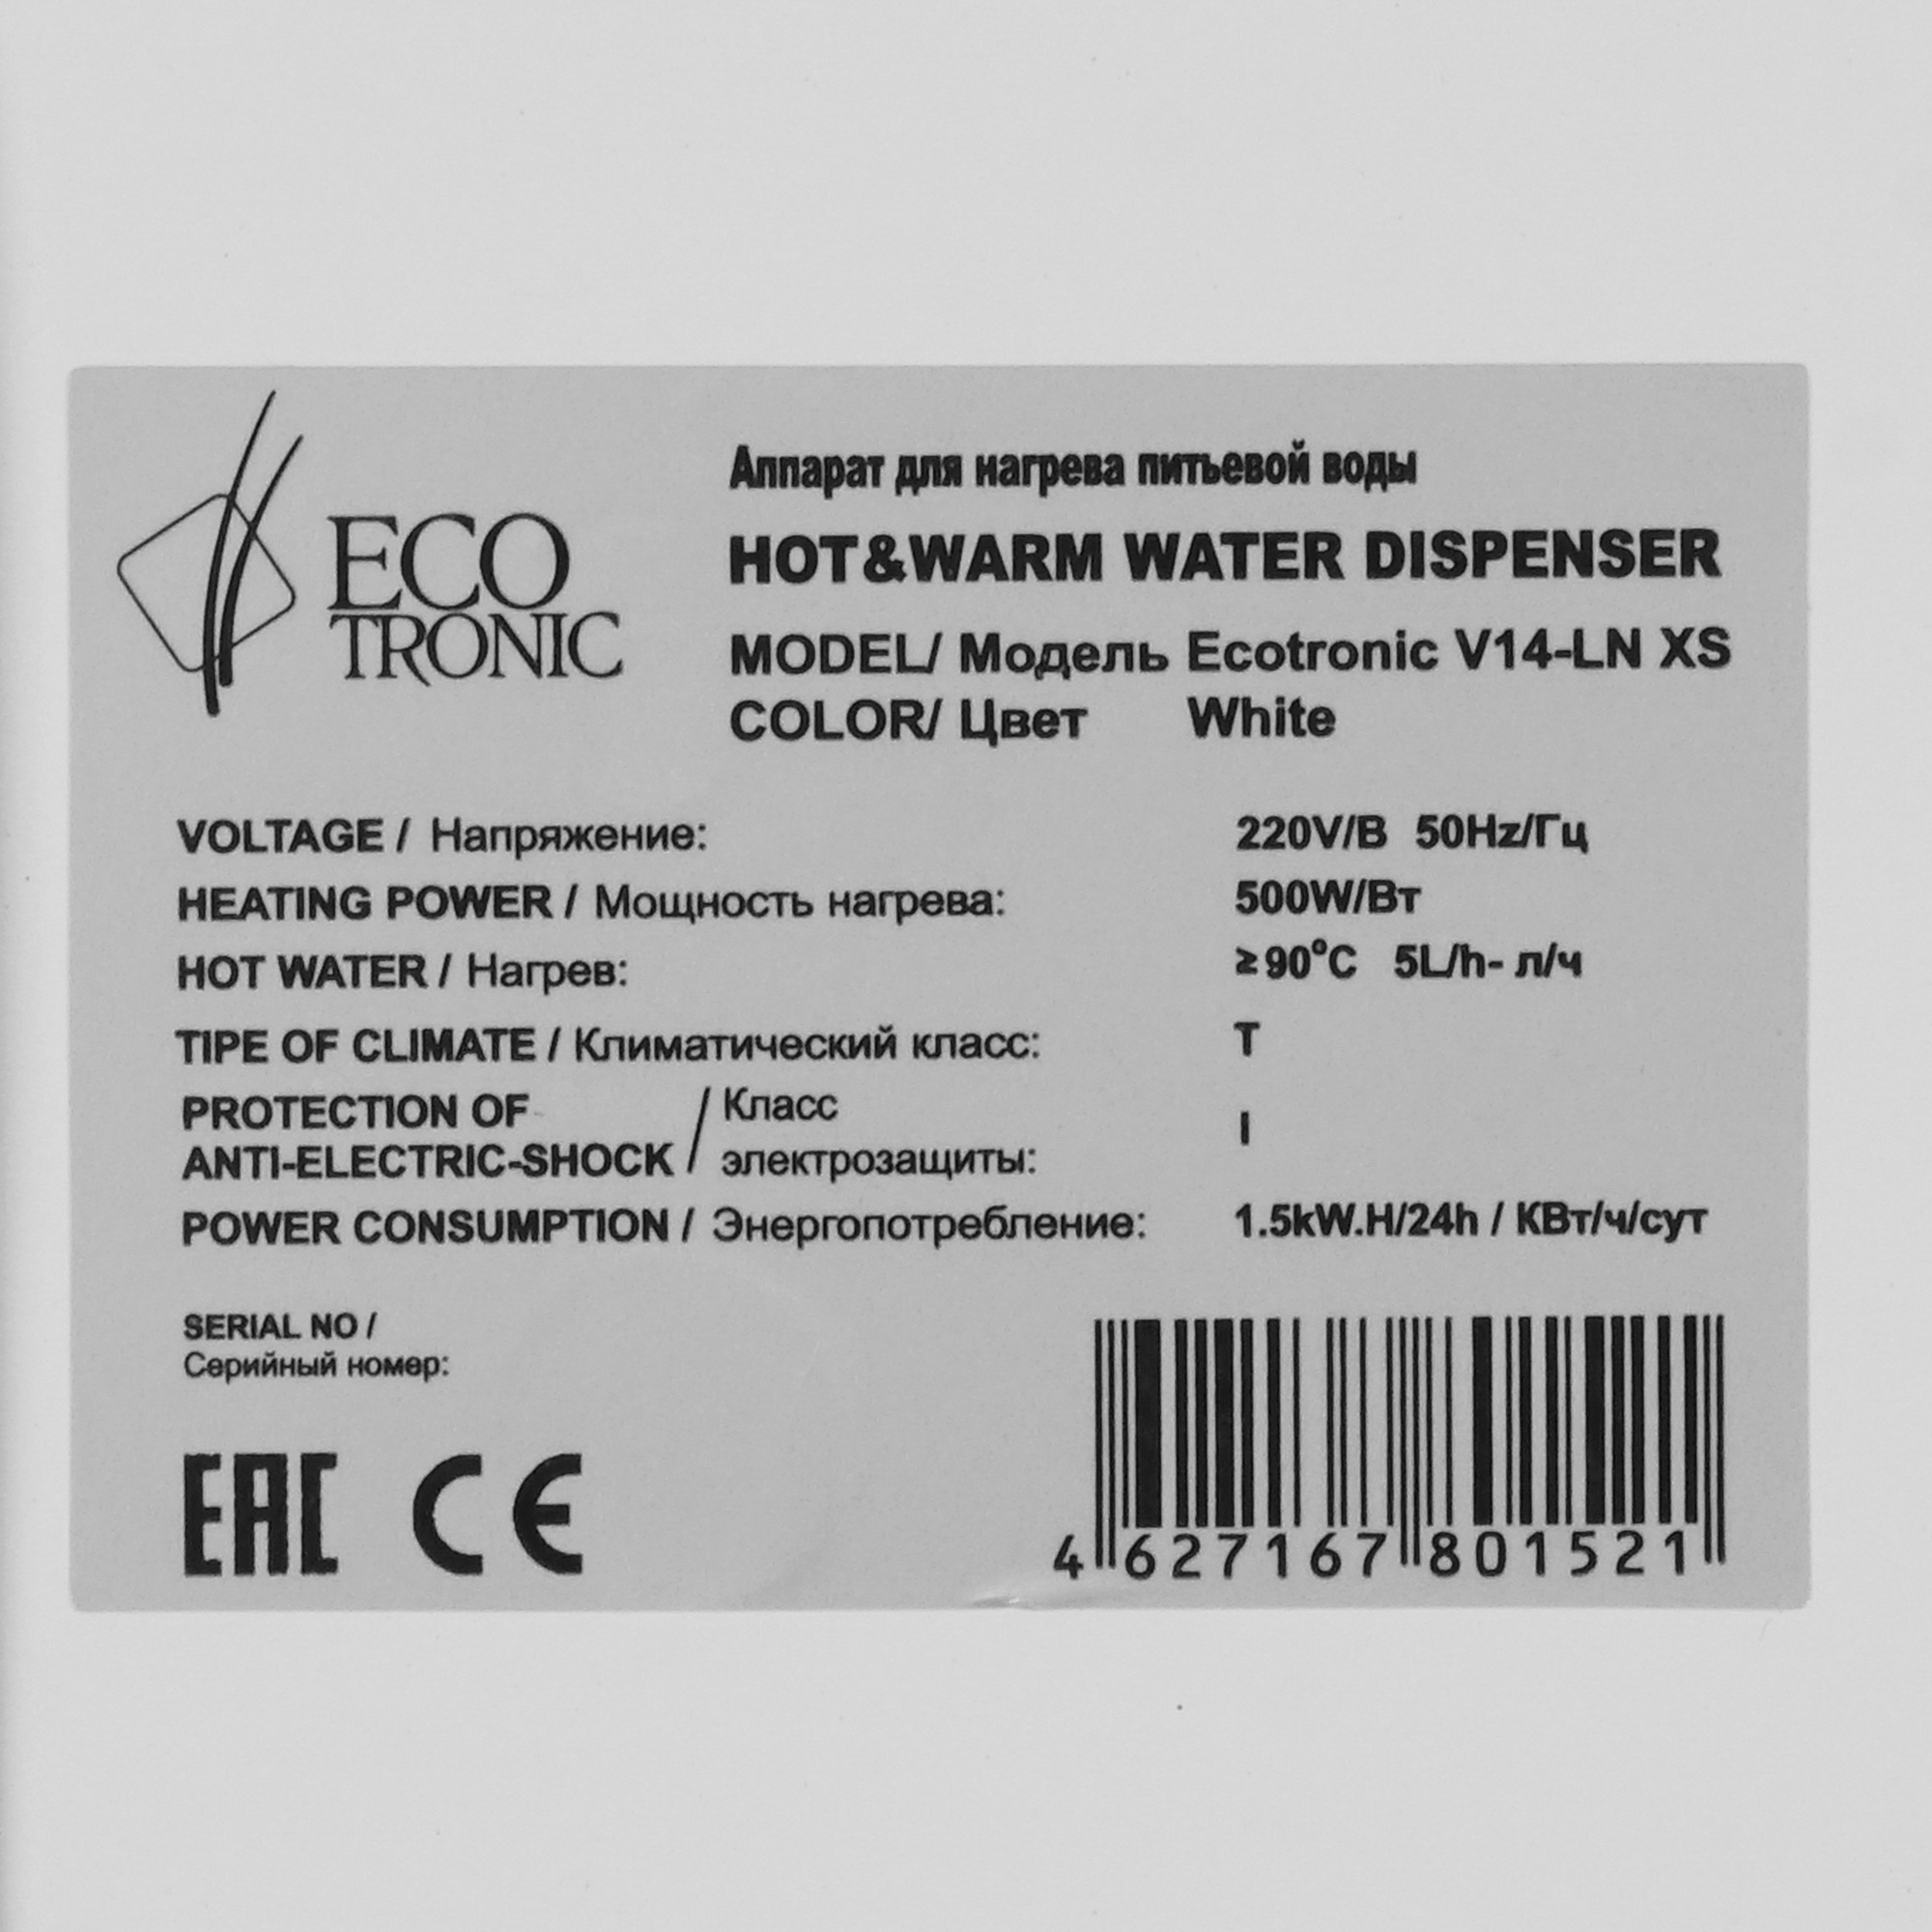 ECO
TRONIC
Аппарат для нагрева питьевой воды
HOT&WARM WATER DISPENSER
MODEL/ Модель Ecotronic V14-LN XS
COLOR/ Цвет White
VOLTAGE / Напряжение: 220V/В 50Hz/Гц
HEATING POWER / Мощность нагрева: 500W/Вт
HOT WATER / Нагрев: ≥90°C 5L/h- л/ч
TIPE OF CLIMATE / Климатический класс: T
PROTECTION OF
ANTI-ELECTRIC-SHOCK / Класс
электрозащиты: I
POWER CONSUMPTION / Энергопотребление: 1.5kW.H/24h / КВт/ч/сут
SERIAL NO /
Серийный номер:
EAC CE
4 627167 801521